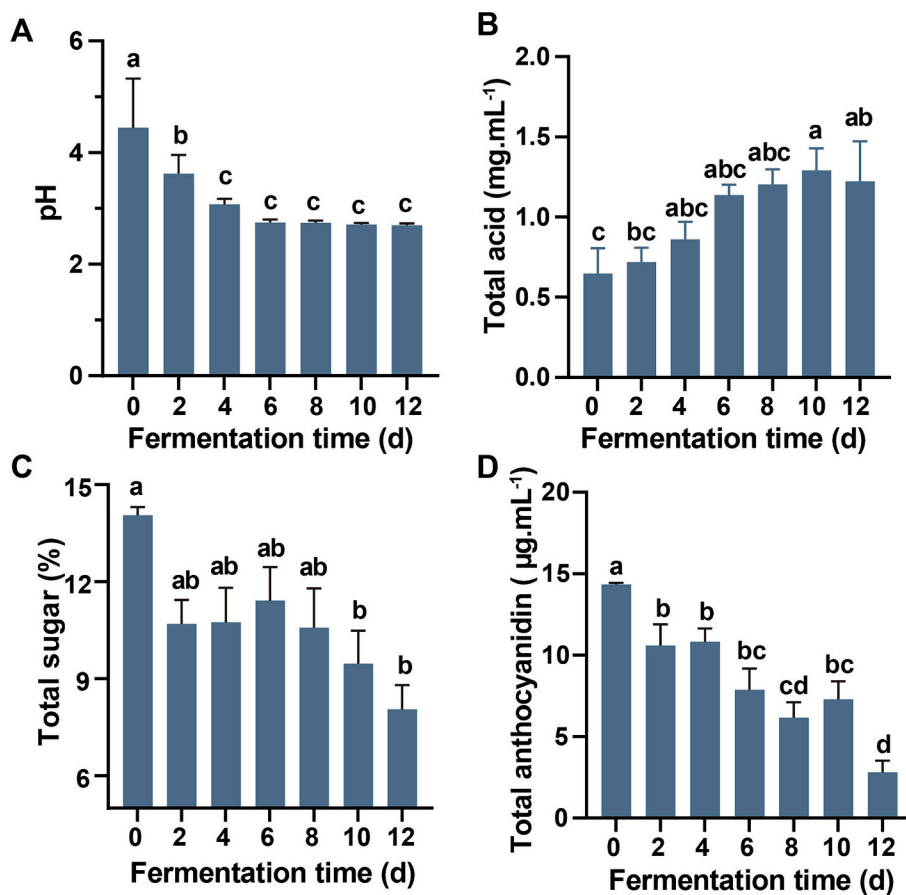 A
pH
6
4
2
0
a
b
c
c
c
c
c
0 2 4 6 8 10 12
Fermentation time (d)
B
Total acid (mg.mL⁻¹)
2.0
1.5
1.0
0.5
0.0
c
bc
abc
abc
abc
a
ab
0 2 4 6 8 10 12
Fermentation time (d)
C
Total sugar (%)
15
12
9
6
a
ab
ab
ab
ab
b
b
0 2 4 6 8 10 12
Fermentation time (d)
D
Total anthocyanidin ( μg.mL⁻¹)
20
15
10
5
0
a
b
b
bc
cd
bc
d
0 2 4 6 8 10 12
Fermentation time (d)